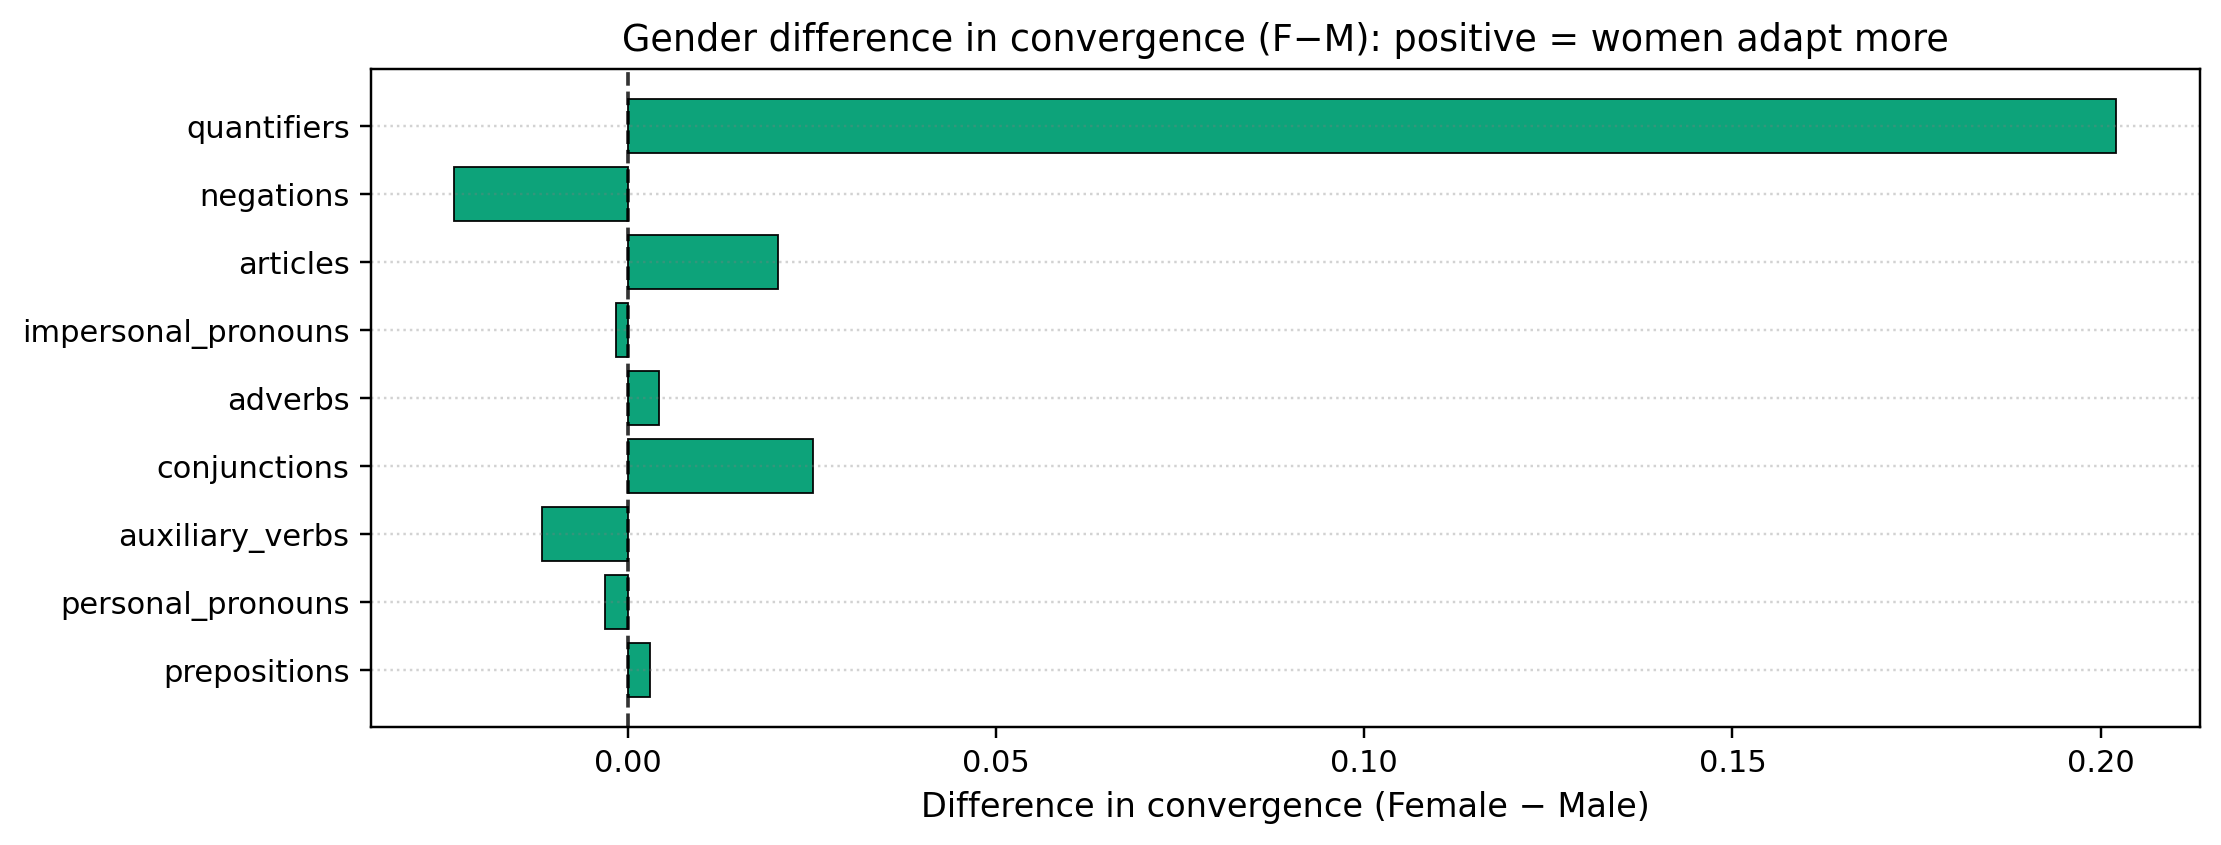 Gender difference in convergence (F−M): positive = women adapt more
quantifiers
negations
articles
impersonal_pronouns
adverbs
conjunctions
auxiliary_verbs
personal_pronouns
prepositions
0.00 0.05 0.10 0.15 0.20
Difference in convergence (Female − Male)